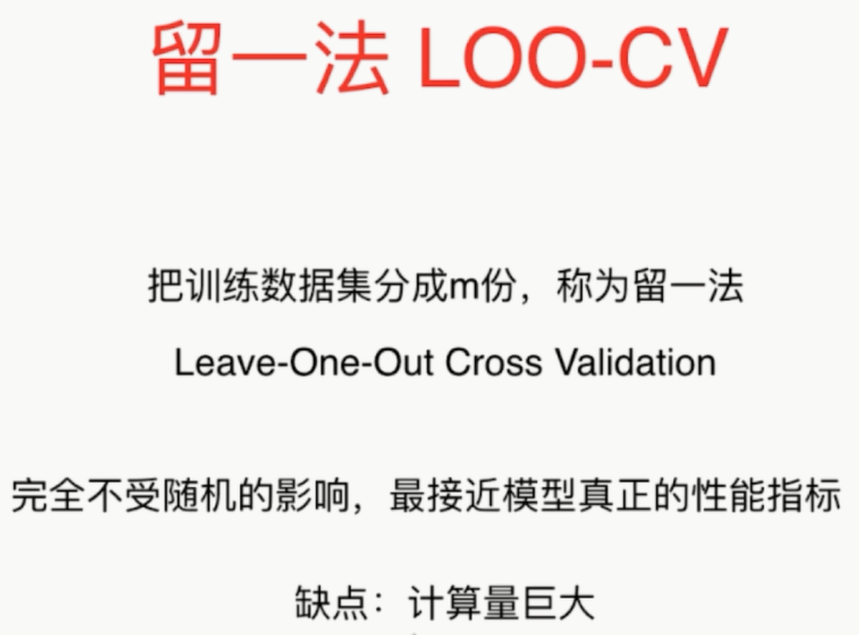 留一法 LOO-CV
把训练数据集分成m份，称为留一法
Leave-One-Out Cross Validation
完全不受随机的影响，最接近模型真正的性能指标
缺点：计算量巨大